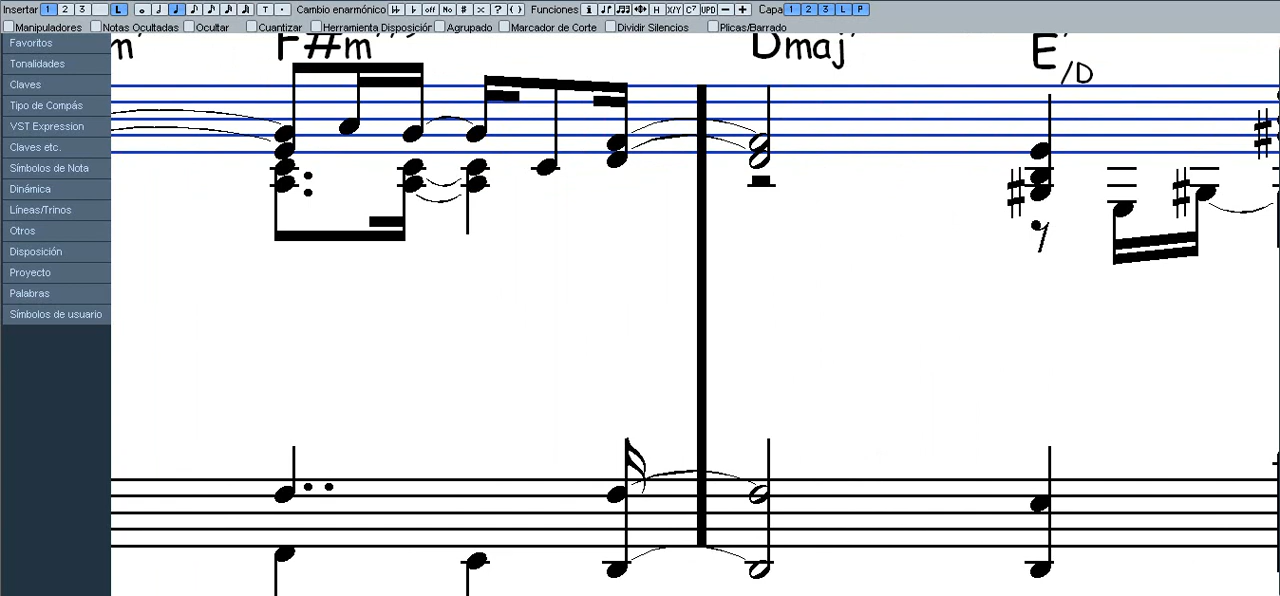 Insertar 1 2 3 L T Cambio enarmónico off No ? Funciones H X/Y C7 UPD Capa 1 2 3 L P
Manipuladores Notas Ocultadas Ocultar Cuantizar Herramienta Disposición Agrupado Marcador de Corte Dividir Silencios Plicas/Barrado
Favoritos
Tonalidades
Claves
Tipo de Compás
VST Expression
Claves etc.
Símbolos de Nota
Dinámica
Líneas/Trinos
Otros
Disposición
Proyecto
Palabras
Símbolos de usuario
m F#m Dmaj E/D